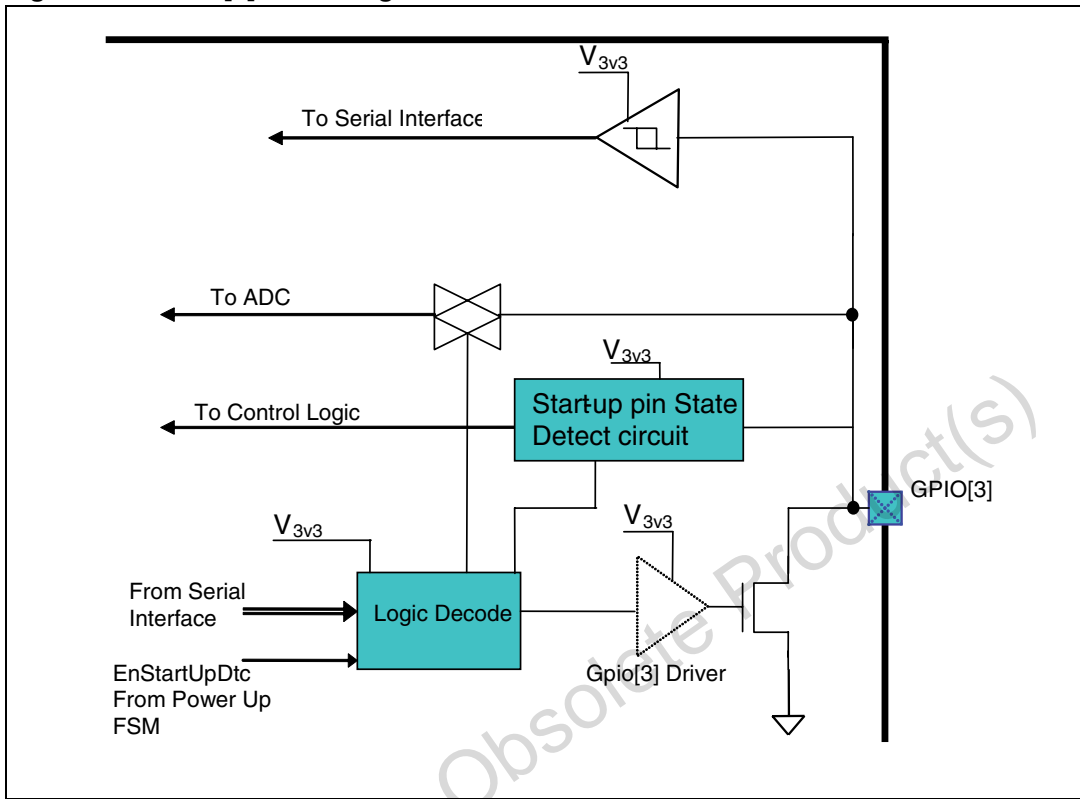 V3v3
To Serial Interface
To ADC
V3v3
To Control Logic
Start-up pin State
Detect circuit
GPIO[3]
V3v3
V3v3
From Serial
Interface
Logic Decode
Gpio[3] Driver
EnStartUpDtc
From Power Up
FSM
Obsolete Product(s)